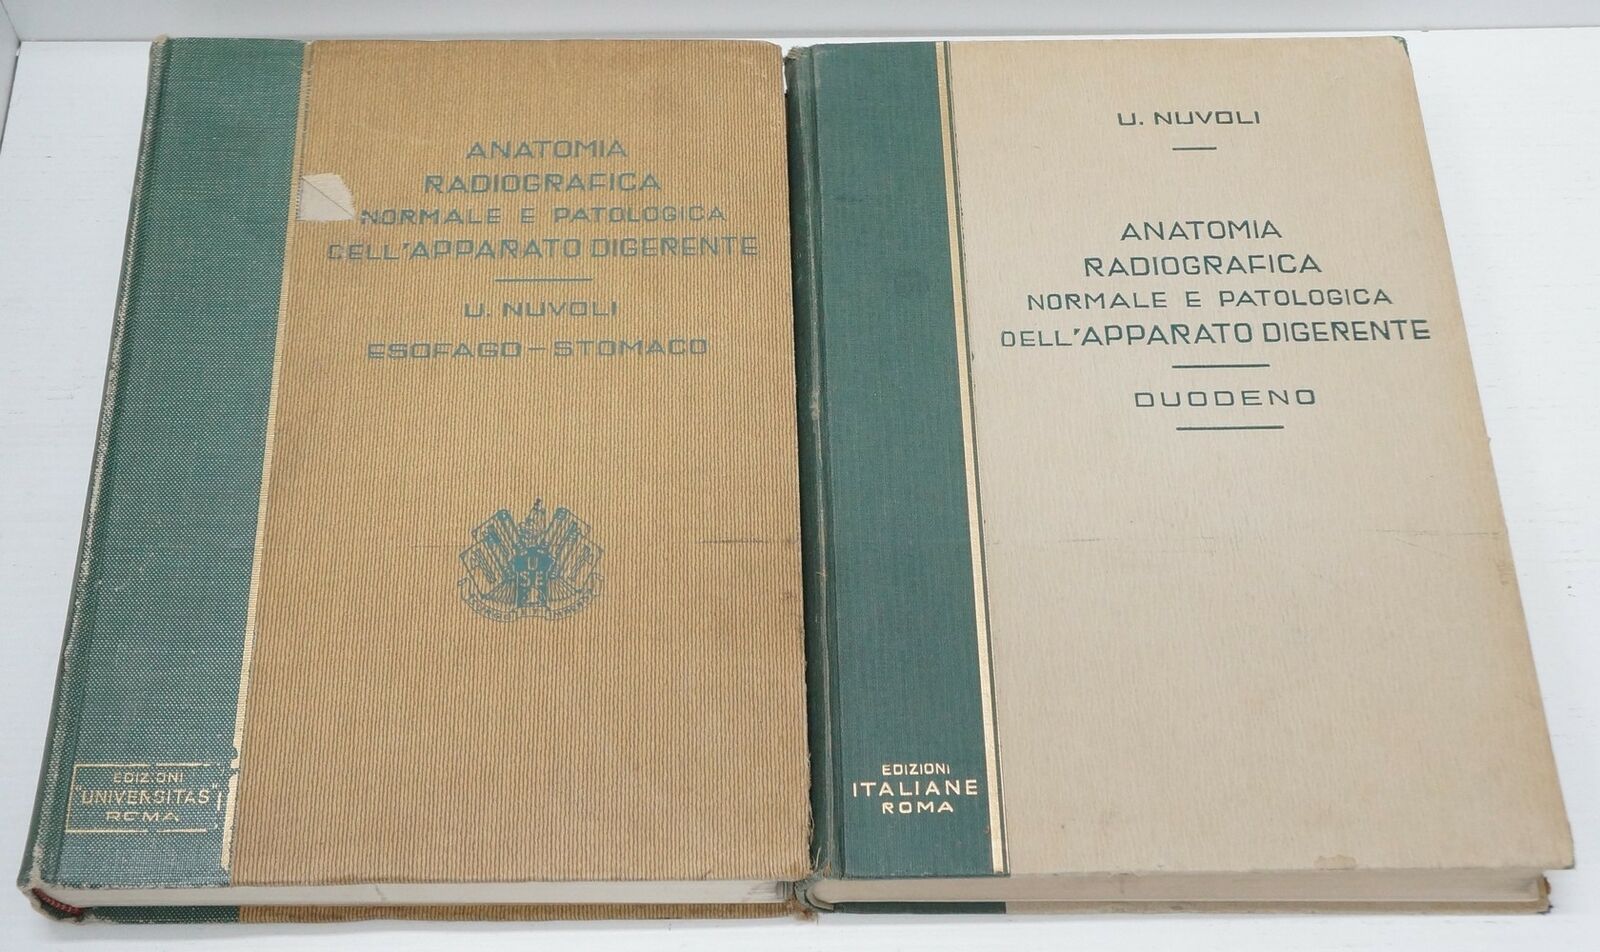 ANATOMIA
RADIOGRAFICA
NORMALE E PATOLOGICA
DELL'APPARATO DIGERENTE
U. NUVOLI
ESOFAGO-STOMACO
U
SE
EDIZIONI
"UNIVERSITAS"
ROMA
U. NUVOLI
ANATOMIA
RADIOGRAFICA
NORMALE E PATOLOGICA
DELL'APPARATO DIGERENTE
DUODENO
EDIZIONI
ITALIANE
ROMA